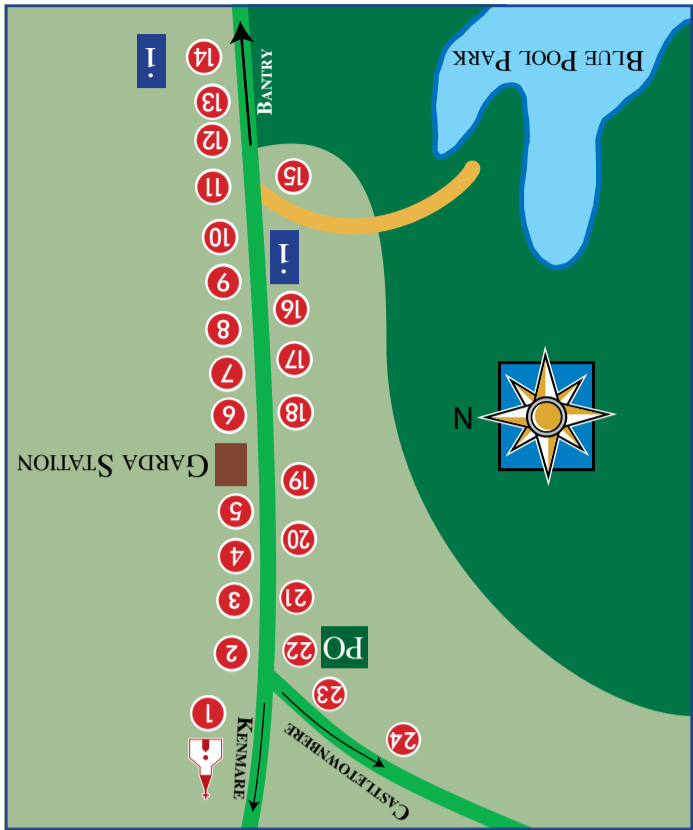 KENMARE
CASTLETOWNBERE
24
1
23
PO
22
2
21
3
4
20
5
19
GARDA STATION
N
18
6
7
17
8
16
9
i
10
11
15
12
13
BANTRY
BLUE POOL PARK
14
i